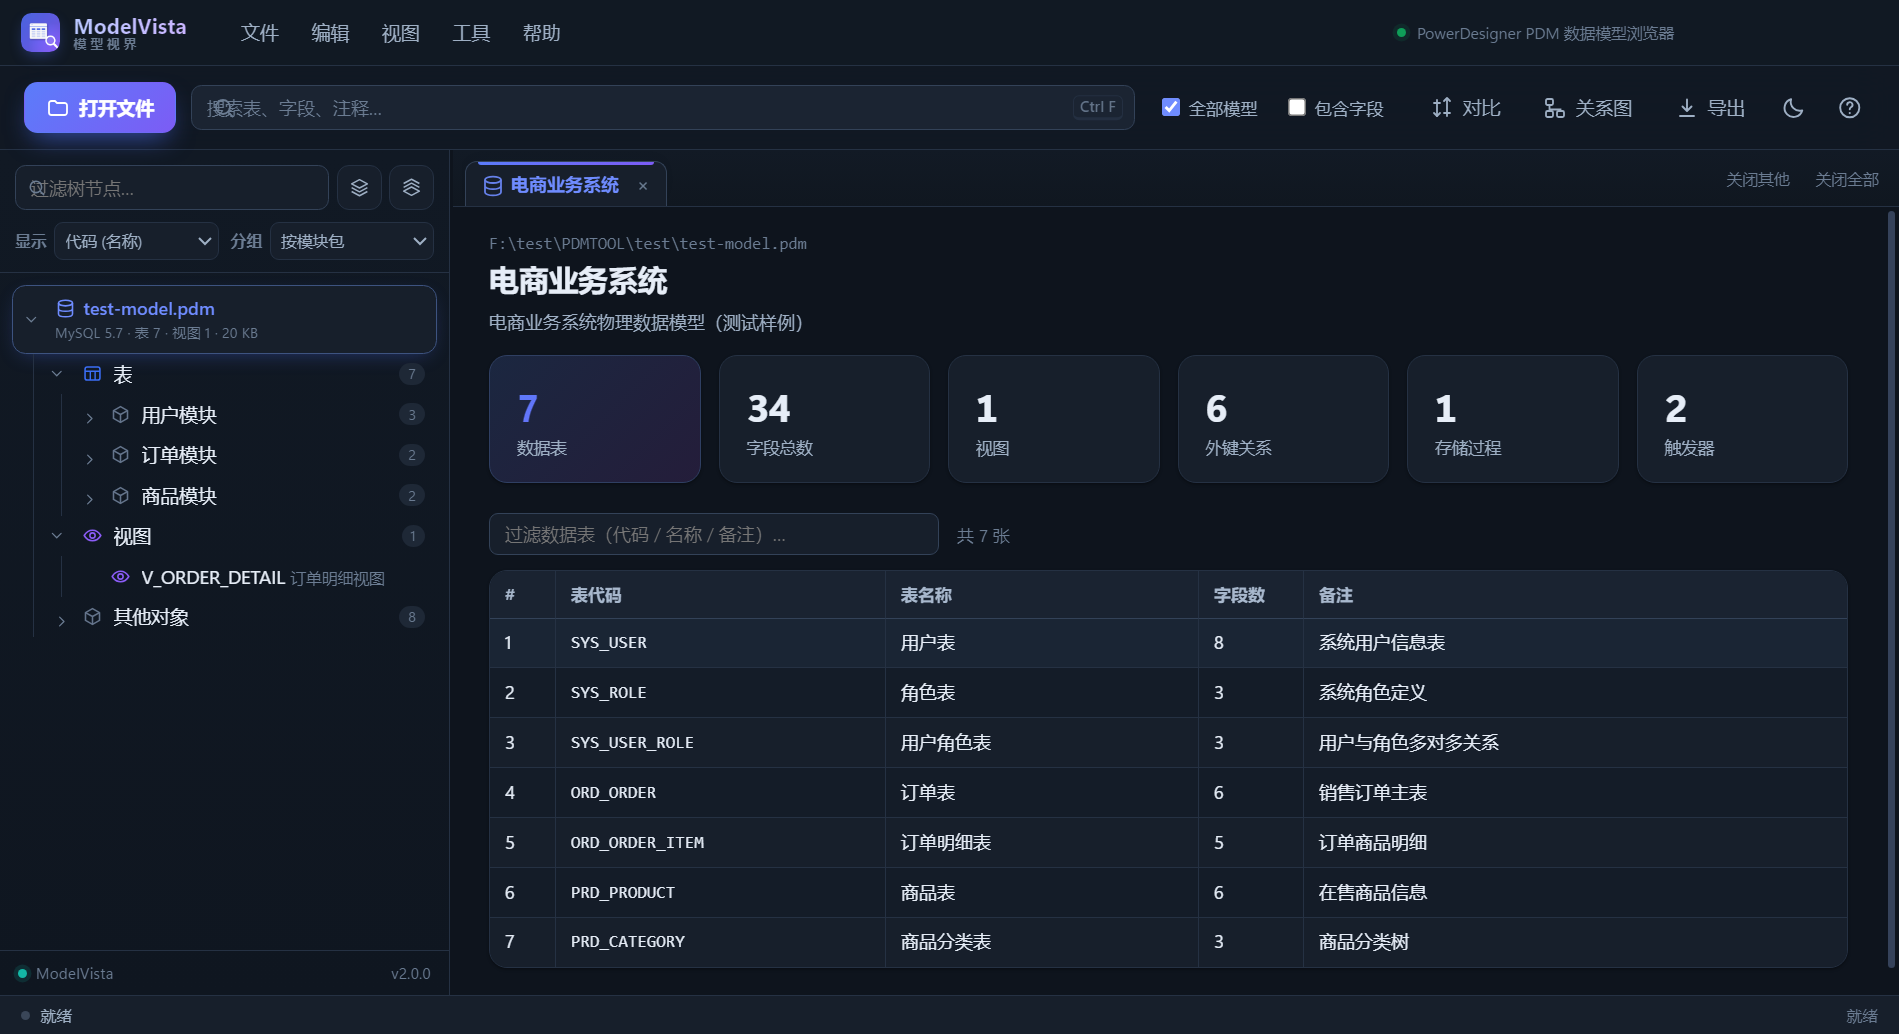 ModelVista
模型视界
文件 编辑 视图 工具 帮助
PowerDesigner PDM 数据模型浏览器
打开文件
搜索表、字段、注释...
Ctrl F
全部模型 包含字段 对比 关系图 导出
过滤树节点...
显示 代码 (名称) 分组 按模块包
test-model.pdm
MySQL 5.7 · 表 7 · 视图 1 · 20 KB
表 7
用户模块 3
订单模块 2
商品模块 2
视图 1
V_ORDER_DETAIL 订单明细视图
其他对象 8
ModelVista v2.0.0
电商业务系统 ×
关闭其他 关闭全部
F:\test\PDMTOOL\test\test-model.pdm
电商业务系统
电商业务系统物理数据模型（测试样例）
7 34 1 6 1 2
数据表 字段总数 视图 外键关系 存储过程 触发器
过滤数据表（代码 / 名称 / 备注）...
共 7 张
# 表代码 表名称 字段数 备注
1 SYS_USER 用户表 8 系统用户信息表
2 SYS_ROLE 角色表 3 系统角色定义
3 SYS_USER_ROLE 用户角色表 3 用户与角色多对多关系
4 ORD_ORDER 订单表 6 销售订单主表
5 ORD_ORDER_ITEM 订单明细表 5 订单商品明细
6 PRD_PRODUCT 商品表 6 在售商品信息
7 PRD_CATEGORY 商品分类表 3 商品分类树
就绪 就绪